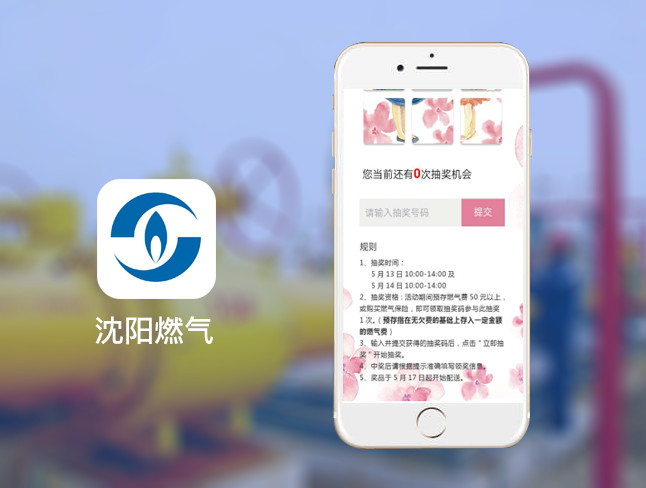 沈阳燃气
您当前还有0次抽奖机会
请输入抽奖号码
提交
规则
1、抽奖时间：
5 月 13 日 10:00-14:00 及
5 月 14 日 10:00-14:00
2、抽奖资格：活动期间预存燃气费 50 元以上，
或购买燃气保险，即可领取抽奖码参与此抽奖
1 次。（ 预存指在无欠费的基础上存入一定金额
的燃气费）
3、输入并提交获得的抽奖码后，点击 " 立即抽
奖 " 开始抽奖。
4、中奖后请根据提示准确填写领奖信息。
5、奖品于 5 月 17 日起开始配送。